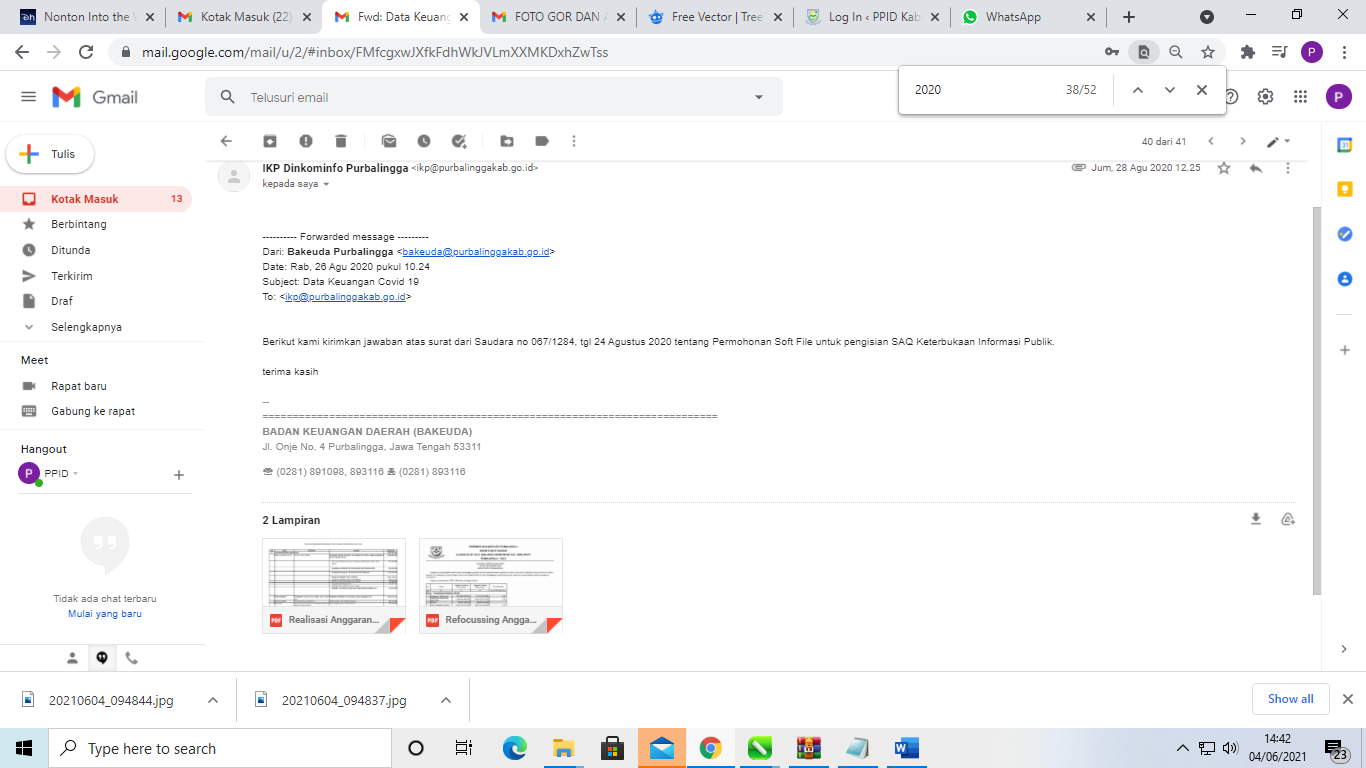 Nonton Into the W
Kotak Masuk (22)
Fwd: Data Keuang
FOTO GOR DAN A
Free Vector | Tree
Log In ‹ PPID Kab
WhatsApp
mail.google.com/mail/u/2/#inbox/FMfcgxwJXfkFdhWkJVLmXXMKDxhZwTss
P
2020 38/52
Gmail
Telusuri email
P
Tulis
40 dari 41
Kotak Masuk 13
Berbintang
Ditunda
Terkirim
Draf
Selengkapnya
Meet
Rapat baru
Gabung ke rapat
Hangout
P PPID
Tidak ada chat terbaru
Mulai yang baru
IKP Dinkominfo Purbalingga <ikp@purbalinggakab.go.id>
Jum, 28 Agu 2020 12.25
kepada saya
---------- Forwarded message ---------
Dari: Bakeuda Purbalingga <bakeuda@purbalinggakab.go.id>
Date: Rab, 26 Agu 2020 pukul 10.24
Subject: Data Keuangan Covid 19
To: <ikp@purbalinggakab.go.id>
Berikut kami kirimkan jawaban atas surat dari Saudara no 067/1284, tgl 24 Agustus 2020 tentang Permohonan Soft File untuk pengisian SAQ Keterbukaan Informasi Publik.
terima kasih
--
===========================================================================
BADAN KEUANGAN DAERAH (BAKEUDA)
Jl. Onje No. 4 Purbalingga, Jawa Tengah 53311
☎ (0281) 891098, 893116 🖷 (0281) 893116
2 Lampiran
PDF Realisasi Anggaran...
PDF Refocussing Angga...
20210604_094844.jpg
20210604_094837.jpg
Show all
Type here to search
14:42
04/06/2021
23